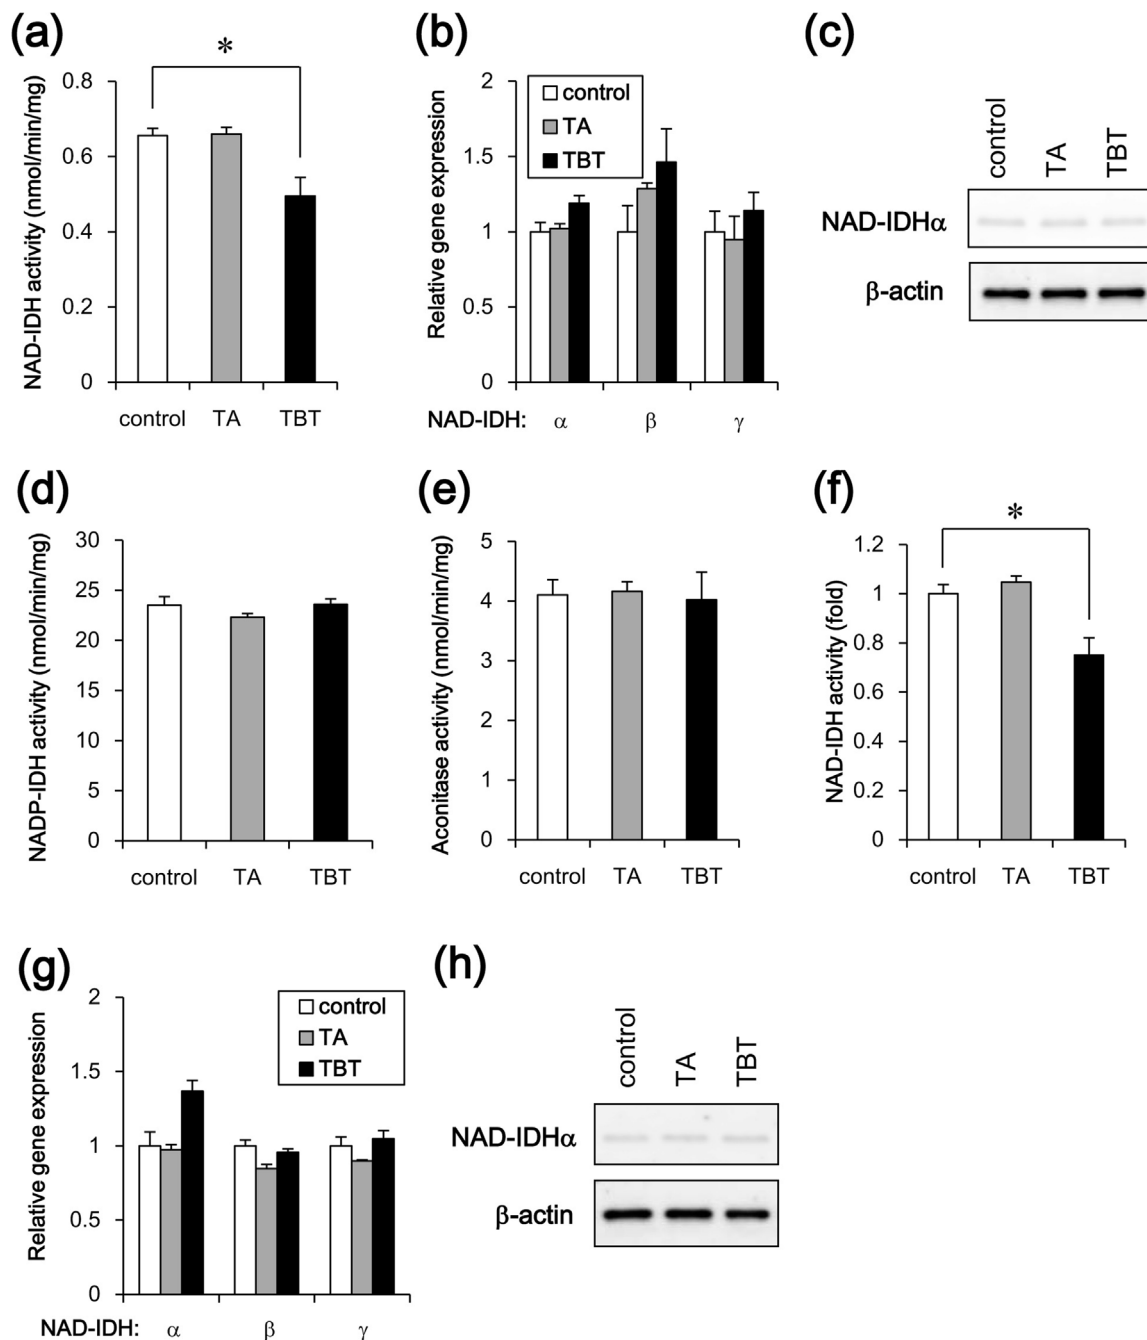 (a)
*
NAD-IDH activity (nmol/min/mg)
0.8
0.6
0.4
0.2
0
control TA TBT
(b)
Relative gene expression
2
1.5
1
0.5
0
control
TA
TBT
NAD-IDH: α β γ
(c)
control TA TBT
NAD-IDHα
β-actin
(d)
NADP-IDH activity (nmol/min/mg)
30
25
20
15
10
5
0
control TA TBT
(e)
Aconitase activity (nmol/min/mg)
5
4
3
2
1
0
control TA TBT
(f)
*
NAD-IDH activity (fold)
1.2
1
0.8
0.6
0.4
0.2
0
control TA TBT
(g)
Relative gene expression
2
1.5
1
0.5
0
control
TA
TBT
NAD-IDH: α β γ
(h)
control TA TBT
NAD-IDHα
β-actin